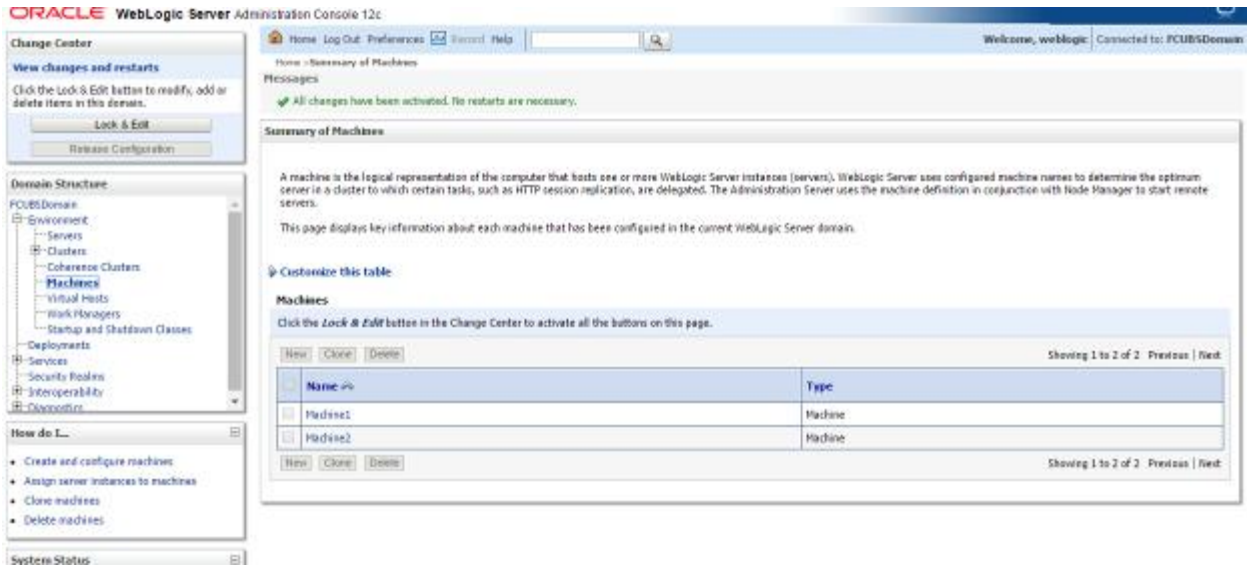 ORACLE WebLogic Server Administration Console 12c
Change Center
View changes and restarts
Click the Lock & Edit button to modify, add or
delete items in this domain.
Lock & Edit
Release Configuration
Domain Structure
FCUBSDomain
Environment
Servers
Clusters
Coherence Clusters
Machines
Virtual Hosts
Work Managers
Startup and Shutdown Classes
Deployments
Services
Security Realms
Interoperability
Diagnostics
How do I...
Create and configure machines
Assign server instances to machines
Clone machines
Delete machines
System Status
Home Log Out Preferences Record Help
Welcome, weblogic Connected to: FCUBSDomain
Home >Summary of Machines
Messages
All changes have been activated. No restarts are necessary.
Summary of Machines
A machine is the logical representation of the computer that hosts one or more WebLogic Server instances (servers). WebLogic Server uses configured machine names to determine the optimum
server in a cluster to which certain tasks, such as HTTP session replication, are delegated. The Administration Server uses the machine definition in conjunction with Node Manager to start remote
servers.
This page displays key information about each machine that has been configured in the current WebLogic Server domain.
Customize this table
Machines
Click the Lock & Edit button in the Change Center to activate all the buttons on this page.
New Clone Delete Showing 1 to 2 of 2 Previous | Next
Name Type
Machine1 Machine
Machine2 Machine
New Clone Delete Showing 1 to 2 of 2 Previous | Next